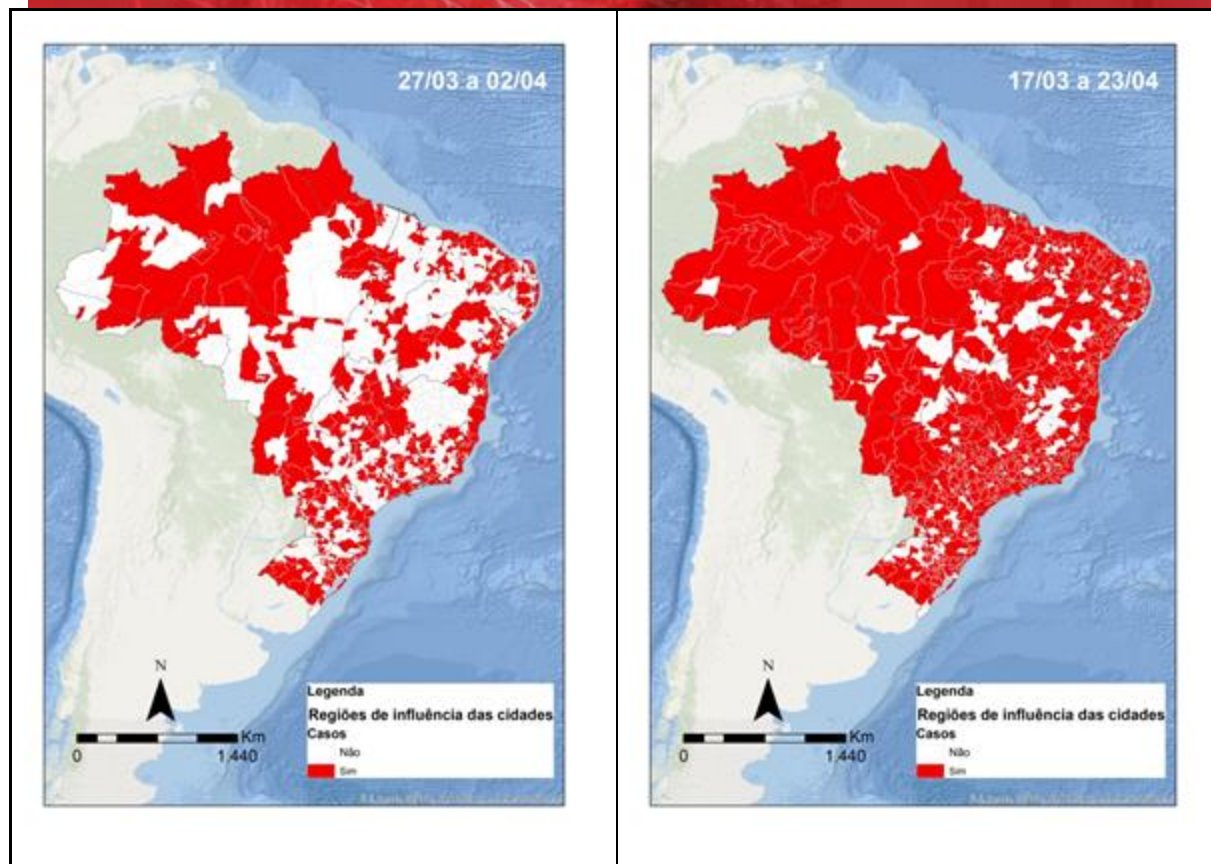 27/03 a 02/04
N
Km
0
1.440
Legenda
Regiões de influência das cidades
Casos
Não
Sim
17/03 a 23/04
N
Km
0
1.440
Legenda
Regiões de influência das cidades
Casos
Não
Sim